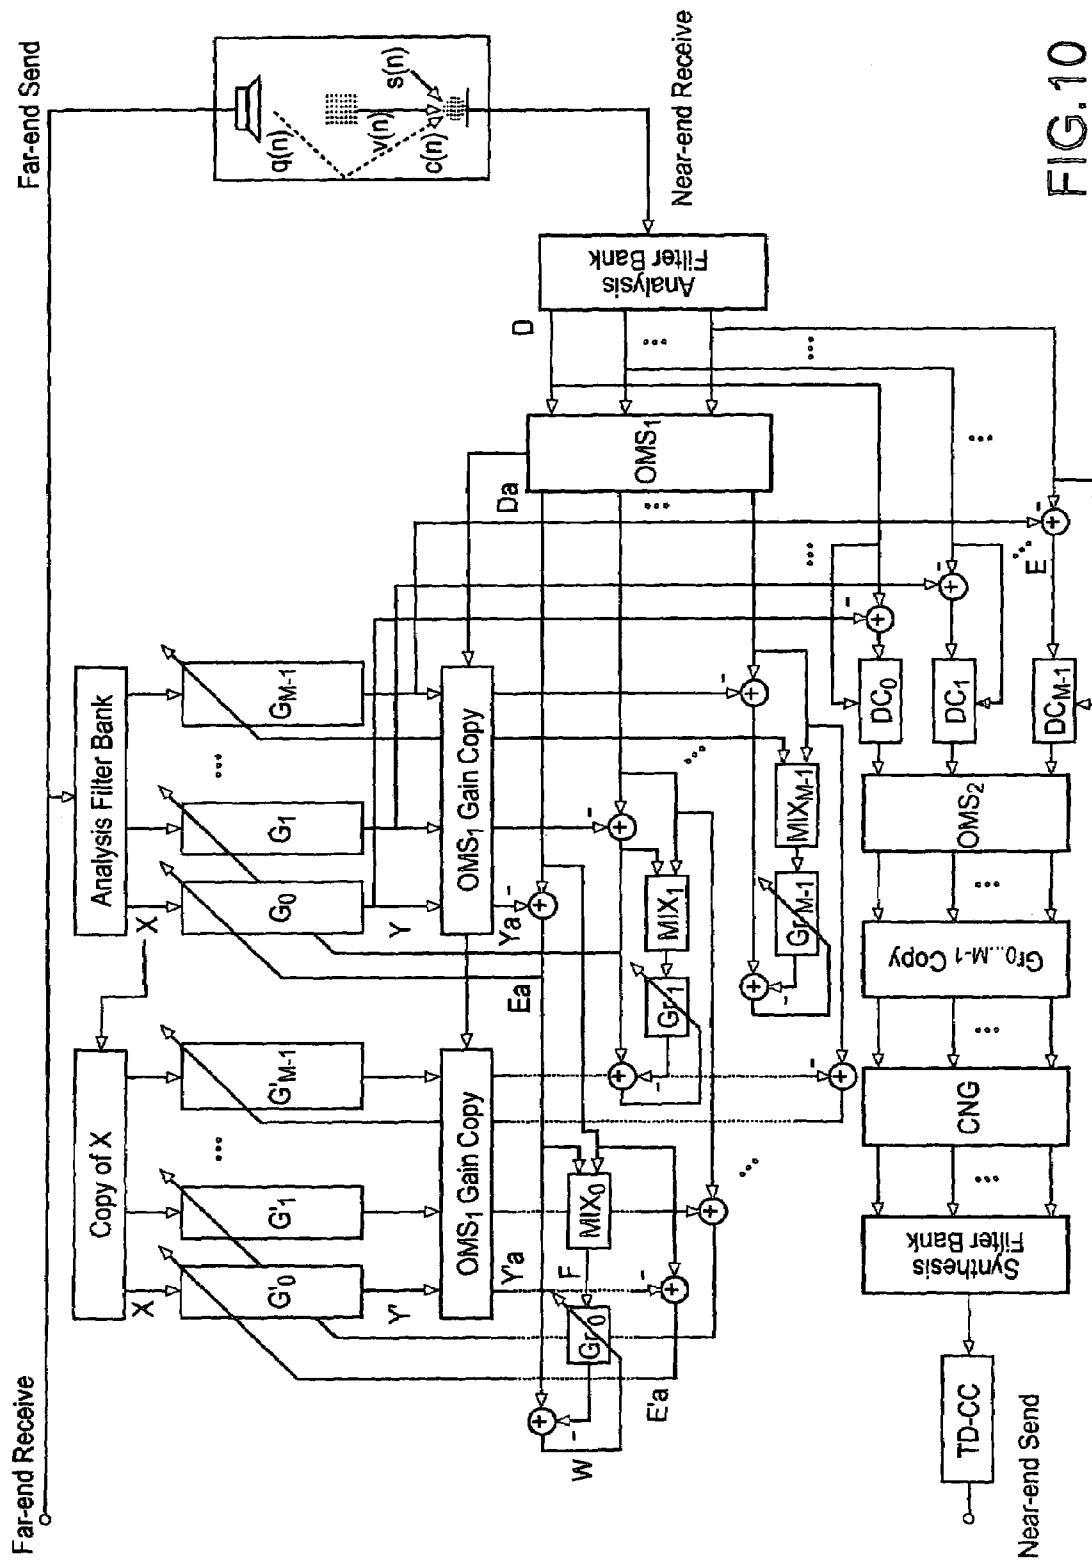 Far-end Receive
Far-end Send
q(n)
v(n)
s(n)
c(n)
Near-end Receive
Copy of X
X
Analysis Filter Bank
X
G'0
G'1
...
G'M-1
G0
G1
...
GM-1
Y'
Y
OMS1 Gain Copy
OMS1 Gain Copy
Y'a
Ya
Ea
Da
D
Analysis
Filter Bank
OMS1
...
...
...
W
Gr0
F
MIX0
E'a
...
Gr1
MIX1
...
GrM-1
MIXM-1
...
...
E
...
DC0
DC1
DCM-1
OMS2
...
Gr0...M-1 Copy
...
CNG
...
Synthesis
Filter Bank
TD-CC
Near-end Send
FIG. 10